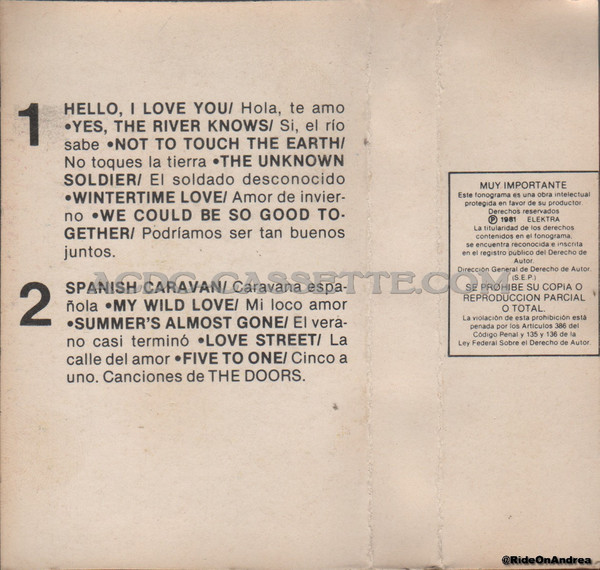 1
HELLO, I LOVE YOU/ Hola, te amo
•YES, THE RIVER KNOWS/ Si, el río
sabe •NOT TO TOUCH THE EARTH/
No toques la tierra •THE UNKNOWN
SOLDIER/ El soldado desconocido
•WINTERTIME LOVE/ Amor de invier-
no •WE COULD BE SO GOOD TO-
GETHER/ Podríamos ser tan buenos
juntos.
2
SPANISH CARAVAN/ Caravana espa-
ñola •MY WILD LOVE/ Mi loco amor
•SUMMER'S ALMOST GONE/ El vera-
no casi terminó •LOVE STREET/ La
calle del amor •FIVE TO ONE/ Cinco a
uno. Canciones de THE DOORS.
MUY IMPORTANTE
Este fonograma es una obra intelectual
protegida en favor de su productor.
Derechos reservados
Ⓟ 1981 ELEKTRA
La titularidad de los derechos
contenidos en el fonograma,
se encuentra reconocida e inscrita
en el registro público del Derecho de
Autor.
Dirección General de Derecho de Autor.
(S.E.P.)
SE PROHIBE SU COPIA O
REPRODUCCION PARCIAL
O TOTAL.
La violación de esta prohibición está
penada por los Articulos 386 del
Código Penal y 135 y 136 de la
Ley Federal Sobre el Derecho de Autor.
ACDC-CASSETTE.COM
@RideOnAndrea